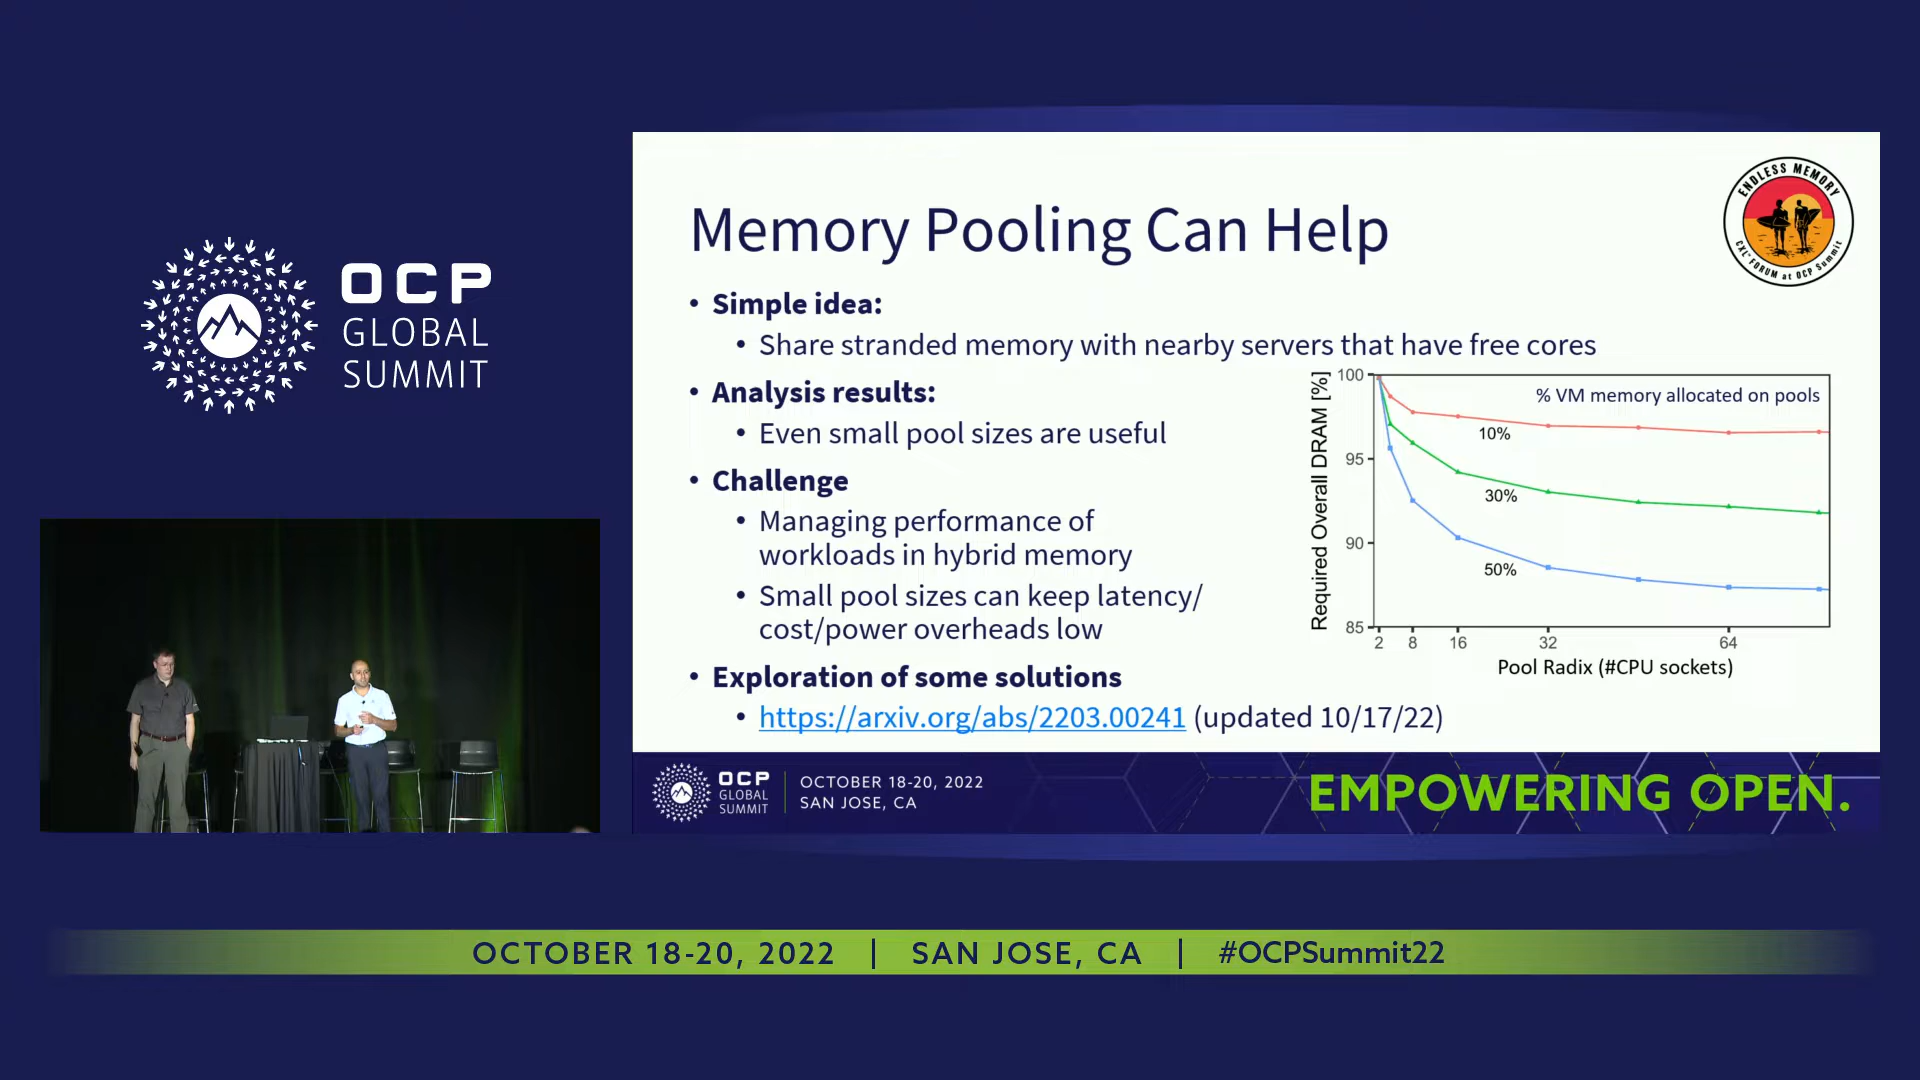 OCP
GLOBAL
SUMMIT
ENDLESS MEMORY
CXL™ FORUM at OCP Summit
Memory Pooling Can Help
• Simple idea:
• Share stranded memory with nearby servers that have free cores
• Analysis results:
• Even small pool sizes are useful
• Challenge
• Managing performance of
workloads in hybrid memory
• Small pool sizes can keep latency/
cost/power overheads low
• Exploration of some solutions
• https://arxiv.org/abs/2203.00241 (updated 10/17/22)
% VM memory allocated on pools
Required Overall DRAM [%]
100
95
90
85
10%
30%
50%
2 8 16 32 64
Pool Radix (#CPU sockets)
OCP
GLOBAL
SUMMIT
OCTOBER 18-20, 2022
SAN JOSE, CA
EMPOWERING OPEN.
OCTOBER 18-20, 2022 | SAN JOSE, CA | #OCPSummit22